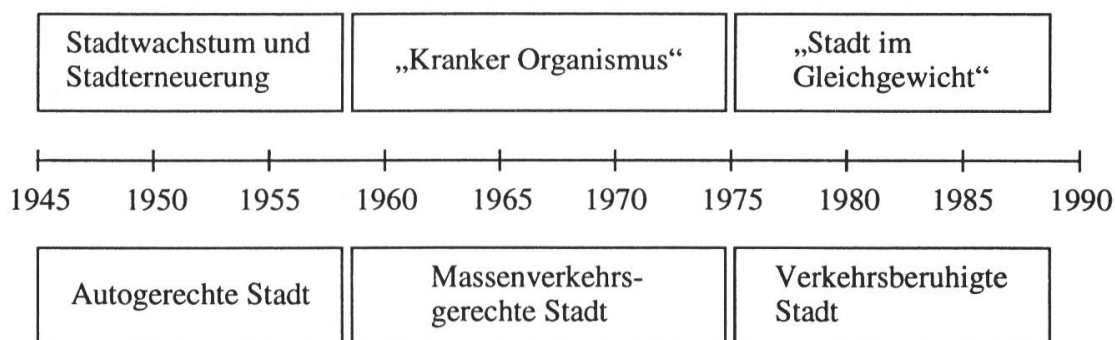 Stadtwachstum und
Stadterneuerung
„Kranker Organismus“
„Stadt im
Gleichgewicht“
1945 1950 1955 1960 1965 1970 1975 1980 1985 1990
Autogerechte Stadt
Massenverkehrs-
gerechte Stadt
Verkehrsberuhigte
Stadt